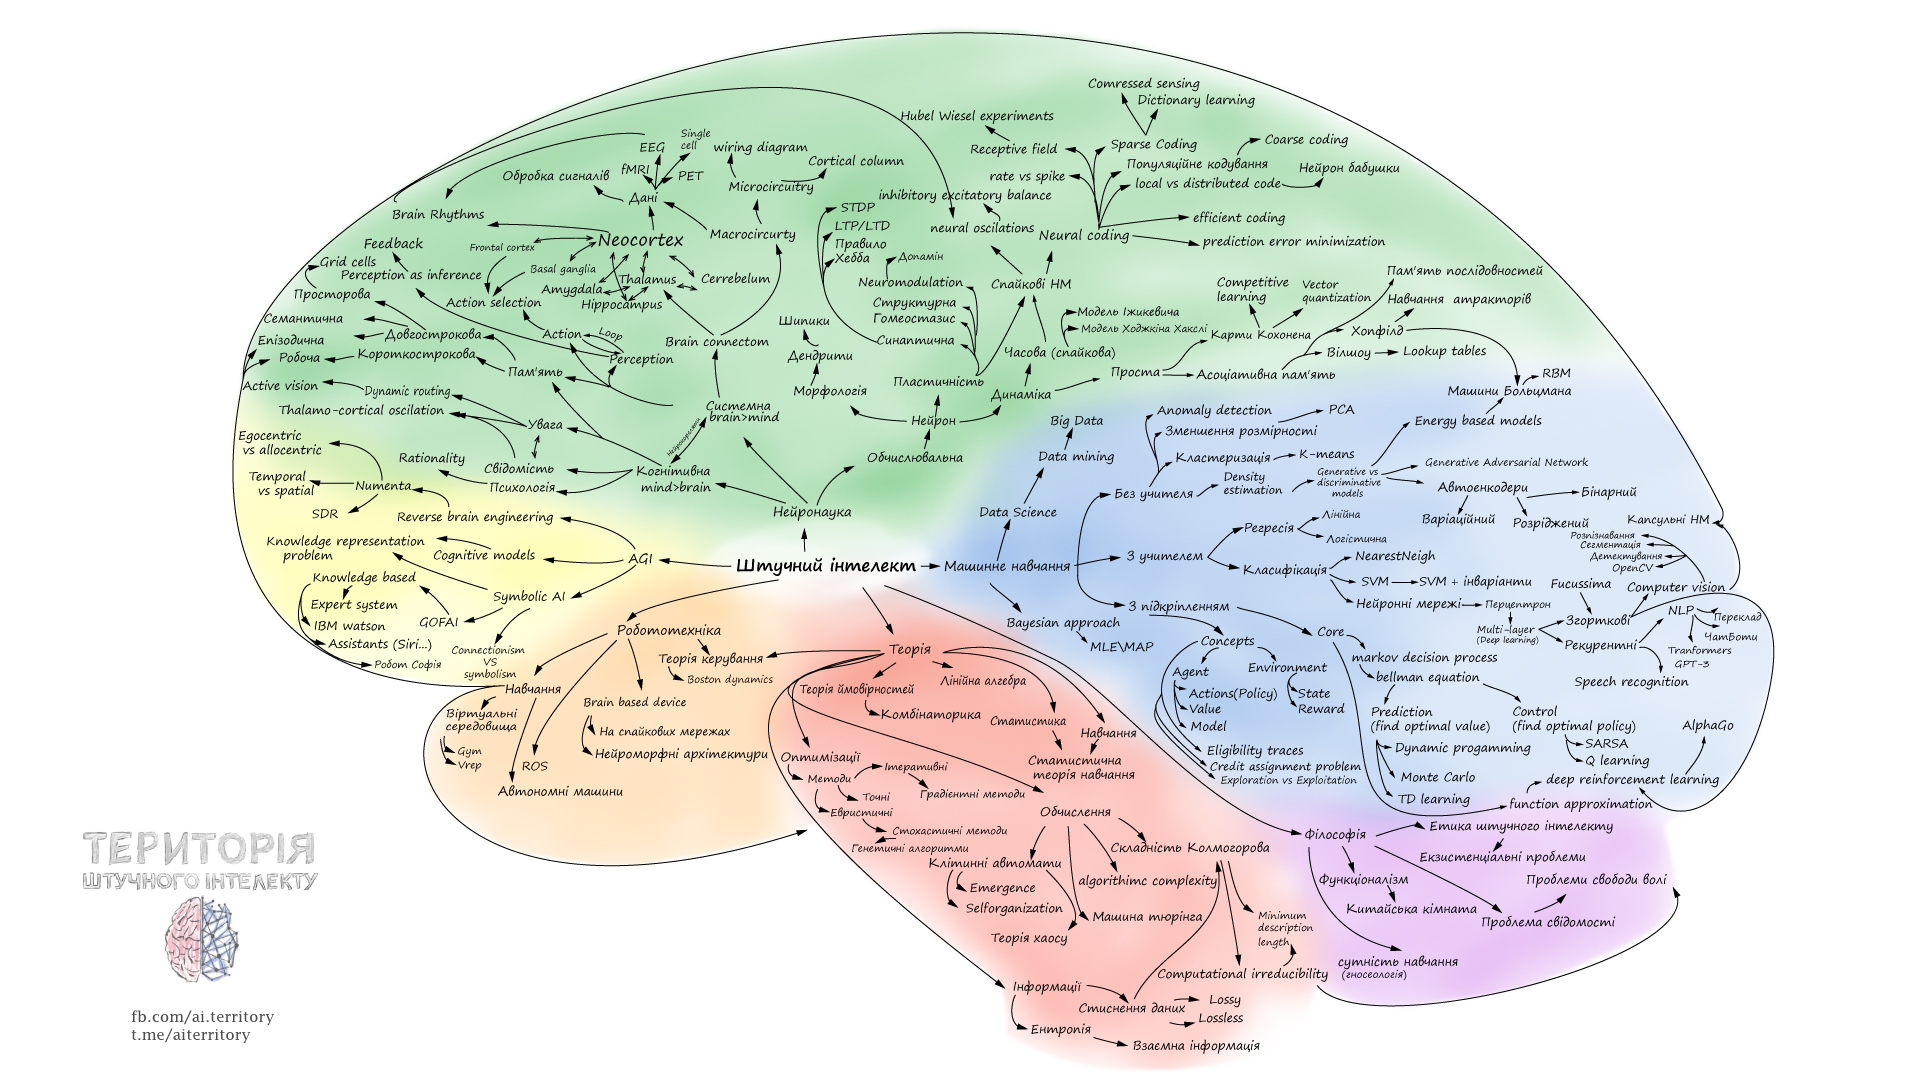 Comressed sensing
Dictionary learning
Hubel Wiesel experiments
Single
cell
EEG
wiring diagram
Receptive field
Sparse Coding
Coarse coding
fMRI
PET
Cortical column
Популяційне кодування
Нейрон бабушки
Обробка сигналів
Microcircuitry
rate vs spike
local vs distributed code
Дані
inhibitory excitatory balance
STDP
Brain Rhythms
LTP/LTD
neural oscilations
efficient coding
Neocortex
Macrocircurty
Правило
Хебба
Neural coding
prediction error minimization
Feedback
Frontal cortex
Допамін
Grid cells
Perception as inference
Basal ganglia
Thalamus
Cerrebelum
Neuromodulation
Спайкові НМ
Пам'ять послідовностей
Просторова
Amygdala
Hippocampus
Action selection
Структурна
Competitive
learning
Vector
quantization
Навчання атракторів
Семантична
Гомеостазис
Модель Іжикевича
Шипики
Модель Ходжкіна Хакслі
Епізодична
Довгострокова
Action
Loop
Brain connectom
Синаптична
Карти Кохонена
Хопфілд
Робоча
Короткострокова
Perception
Дендрити
Часова (спайкова)
Вілшоу
Lookup tables
Active vision
Dynamic routing
Пам'ять
Морфологія
Пластичність
Динаміка
Проста
Асоціативна пам'ять
RBM
Машини Больцмана
Thalamo-cortical oscilation
Увага
Системна
brain>mind
Нейрон
Big Data
Anomaly detection
PCA
Energy based models
Egocentric
vs allocentric
Rationality
Свідомість
Когнітивна
mind>brain
Обчислювальна
Data mining
Зменшення розмірності
Кластеризація
K-means
Generative Adversarial Network
Temporal
vs spatial
Numenta
Психологія
Без учителя
Density
estimation
Generative vs
discriminative
models
Автоенкодери
Бінарний
SDR
Reverse brain engineering
Нейронаука
Data Science
Регресія
Лінійна
Логістична
Варіаційний
Розріджений
Капсульні НМ
Knowledge representation
problem
Cognitive models
AGI
Штучний інтелект
Машинне навчання
З учителем
Класифікація
NearestNeigh
Розпізнавання
Сегментація
Детектування
OpenCV
Knowledge based
Symbolic AI
SVM
SVM + інваріанти
Fucussima
Computer vision
Expert system
GOFAI
З підкріпленням
Нейронні мережі
Перцептрон
Згорткові
NLP
Переклад
IBM watson
Робототехніка
Bayesian approach
Core
Multi-layer
(Deep learning)
Рекурентні
ЧатБоти
Assistants (Siri...)
Connectionism
VS
symbolism
Теорія керування
Теорія
MLE\MAP
Concepts
Tranformers
GPT-3
Робот Софія
Boston dynamics
Лінійна алгебра
Agent
Environment
markov decision process
bellman equation
Speech recognition
Навчання
Brain based device
Теорія ймовірностей
Комбінаторика
Actions(Policy)
Value
Model
State
Reward
Віртуальні
середовища
Статистика
Prediction
(find optimal value)
Control
(find optimal policy)
AlphaGo
На спайкових мережах
Навчання
Gym
Vrep
ROS
Нейроморфні архітектури
Оптимізації
Статистична
теорія навчання
Eligibility traces
Credit assignment problem
Exploration vs Exploitation
Dynamic progamming
SARSA
Q learning
Автономні машини
Методи
Ітеративні
Monte Carlo
deep reinforcement learning
Точні
Градієнтні методи
TD learning
function approximation
Евристичні
Обчислення
Стохастичні методи
Філософія
Етика штучного інтелекту
ТЕРИТОРІЯ
ШТУЧНОГО ІНТЕЛЕКТУ
Генетичні алгоритми
Складність Колмогорова
Екзистенціальні проблеми
Клітинні автомати
algorithimc complexity
Функціоналізм
Проблеми свободи волі
Emergence
Selforganization
Машина тюрінга
Китайська кімната
Minimum
description
length
Проблема свідомості
Теорія хаосу
сутність навчання
(гносеологія)
Computational irreducibility
Інформації
Стиснення даних
Lossy
Lossless
fb.com/ai.territory
t.me/aiterritory
Ентропія
Взаємна інформація